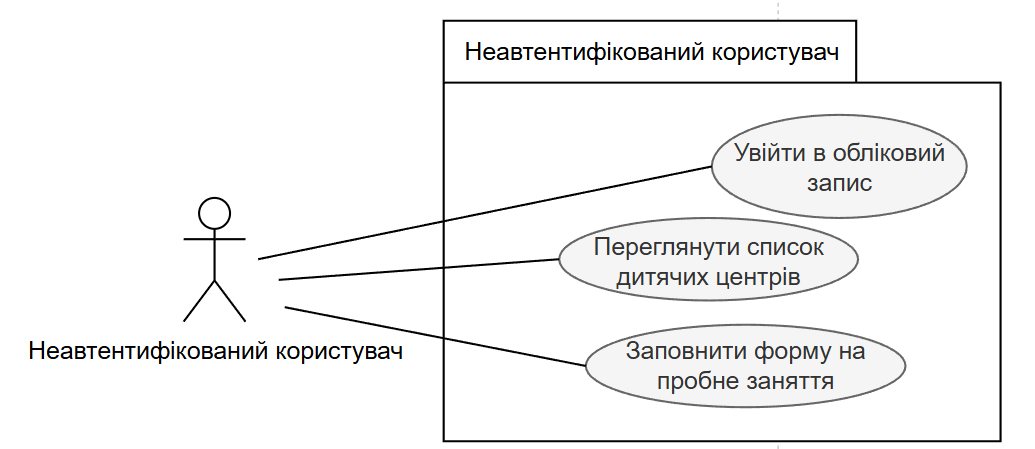 Неавтентифікований користувач
Увійти в обліковий
запис
Переглянути список
дитячих центрів
Неавтентифікований користувач
Заповнити форму на
пробне заняття